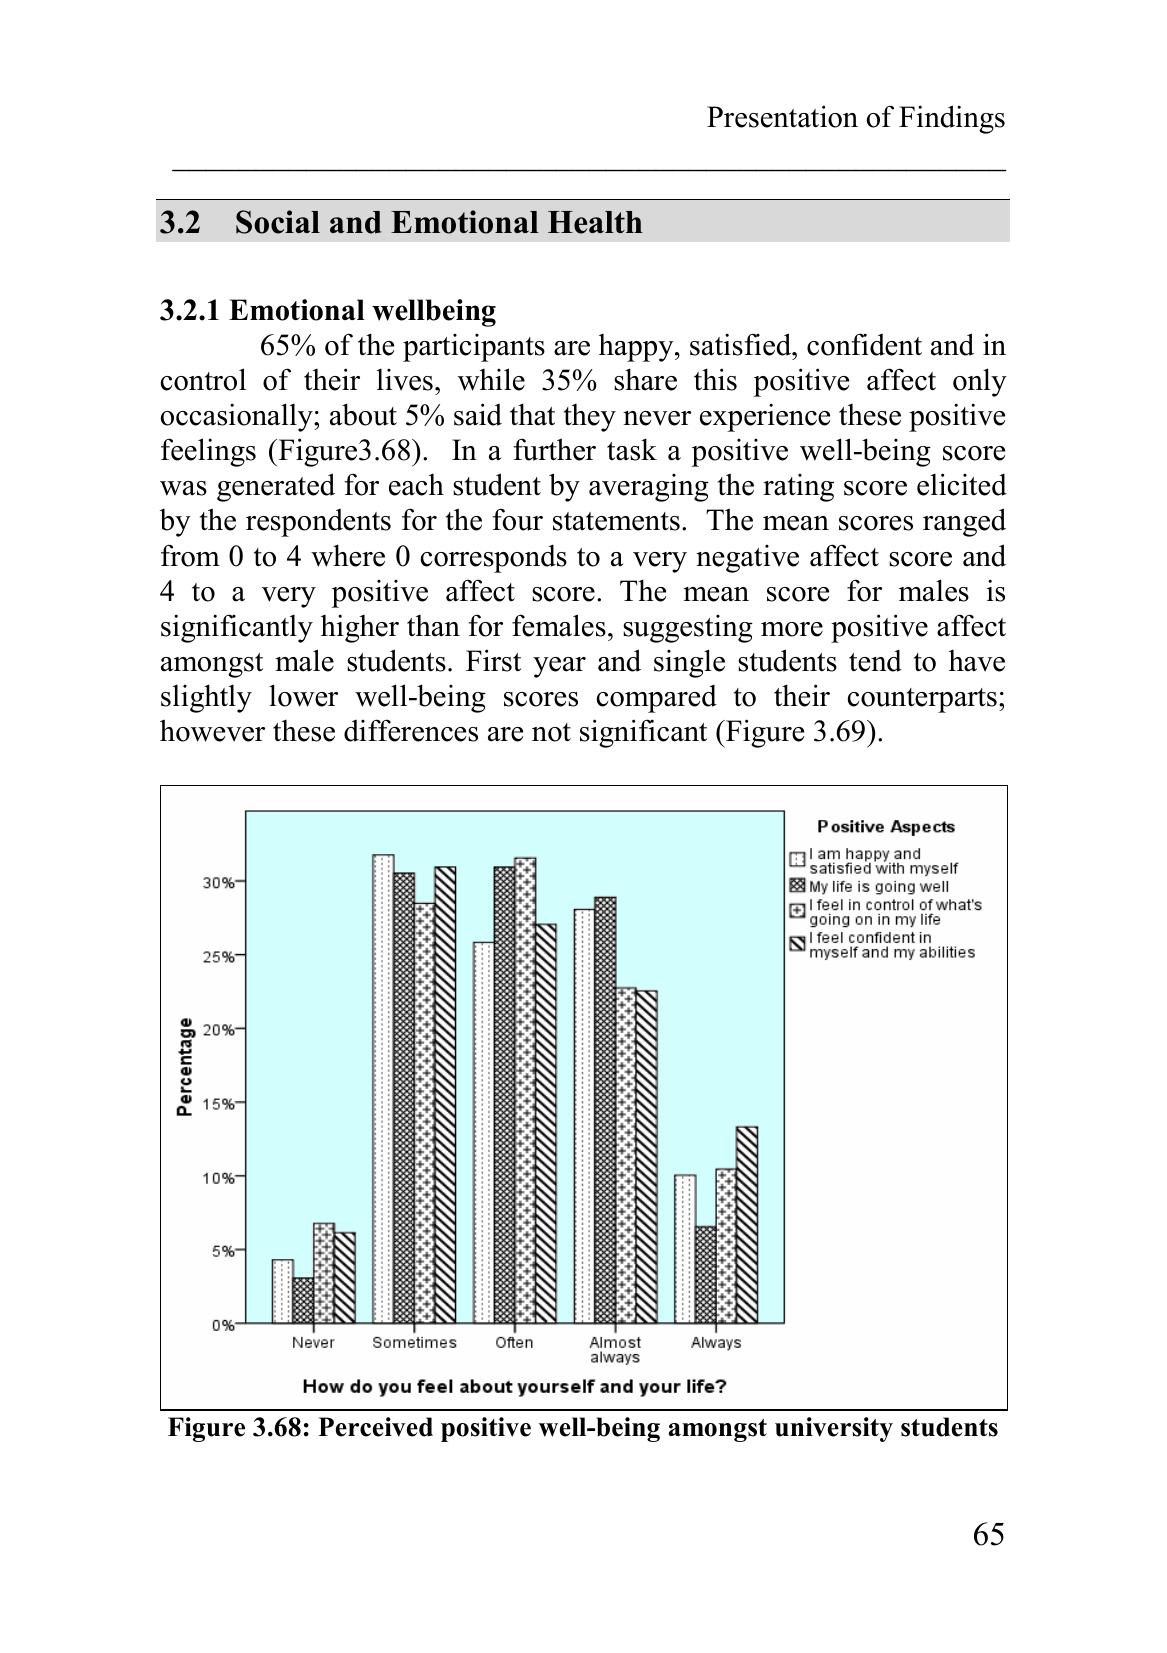 Presentation of Findings
3.2 Social and Emotional Health
3.2.1 Emotional wellbeing
65% of the participants are happy, satisfied, confident and in
control of their lives, while 35% share this positive affect only
occasionally; about 5% said that they never experience these positive
feelings (Figure3.68). In a further task a positive well-being score
was generated for each student by averaging the rating score elicited
by the respondents for the four statements. The mean scores ranged
from 0 to 4 where 0 corresponds to a very negative affect score and
4 to a very positive affect score. The mean score for males is
significantly higher than for females, suggesting more positive affect
amongst male students. First year and single students tend to have
slightly lower well-being scores compared to their counterparts;
however these differences are not significant (Figure 3.69).
Positive Aspects
I am happy and
satisfied with myself
My life is going well
I feel in control of what's
going on in my life
I feel confident in
myself and my abilities
Percentage
30%
25%
20%
15%
10%
5%
0%
Never
Sometimes
Often
Almost
always
Always
How do you feel about yourself and your life?
Figure 3.68: Perceived positive well-being amongst university students
65